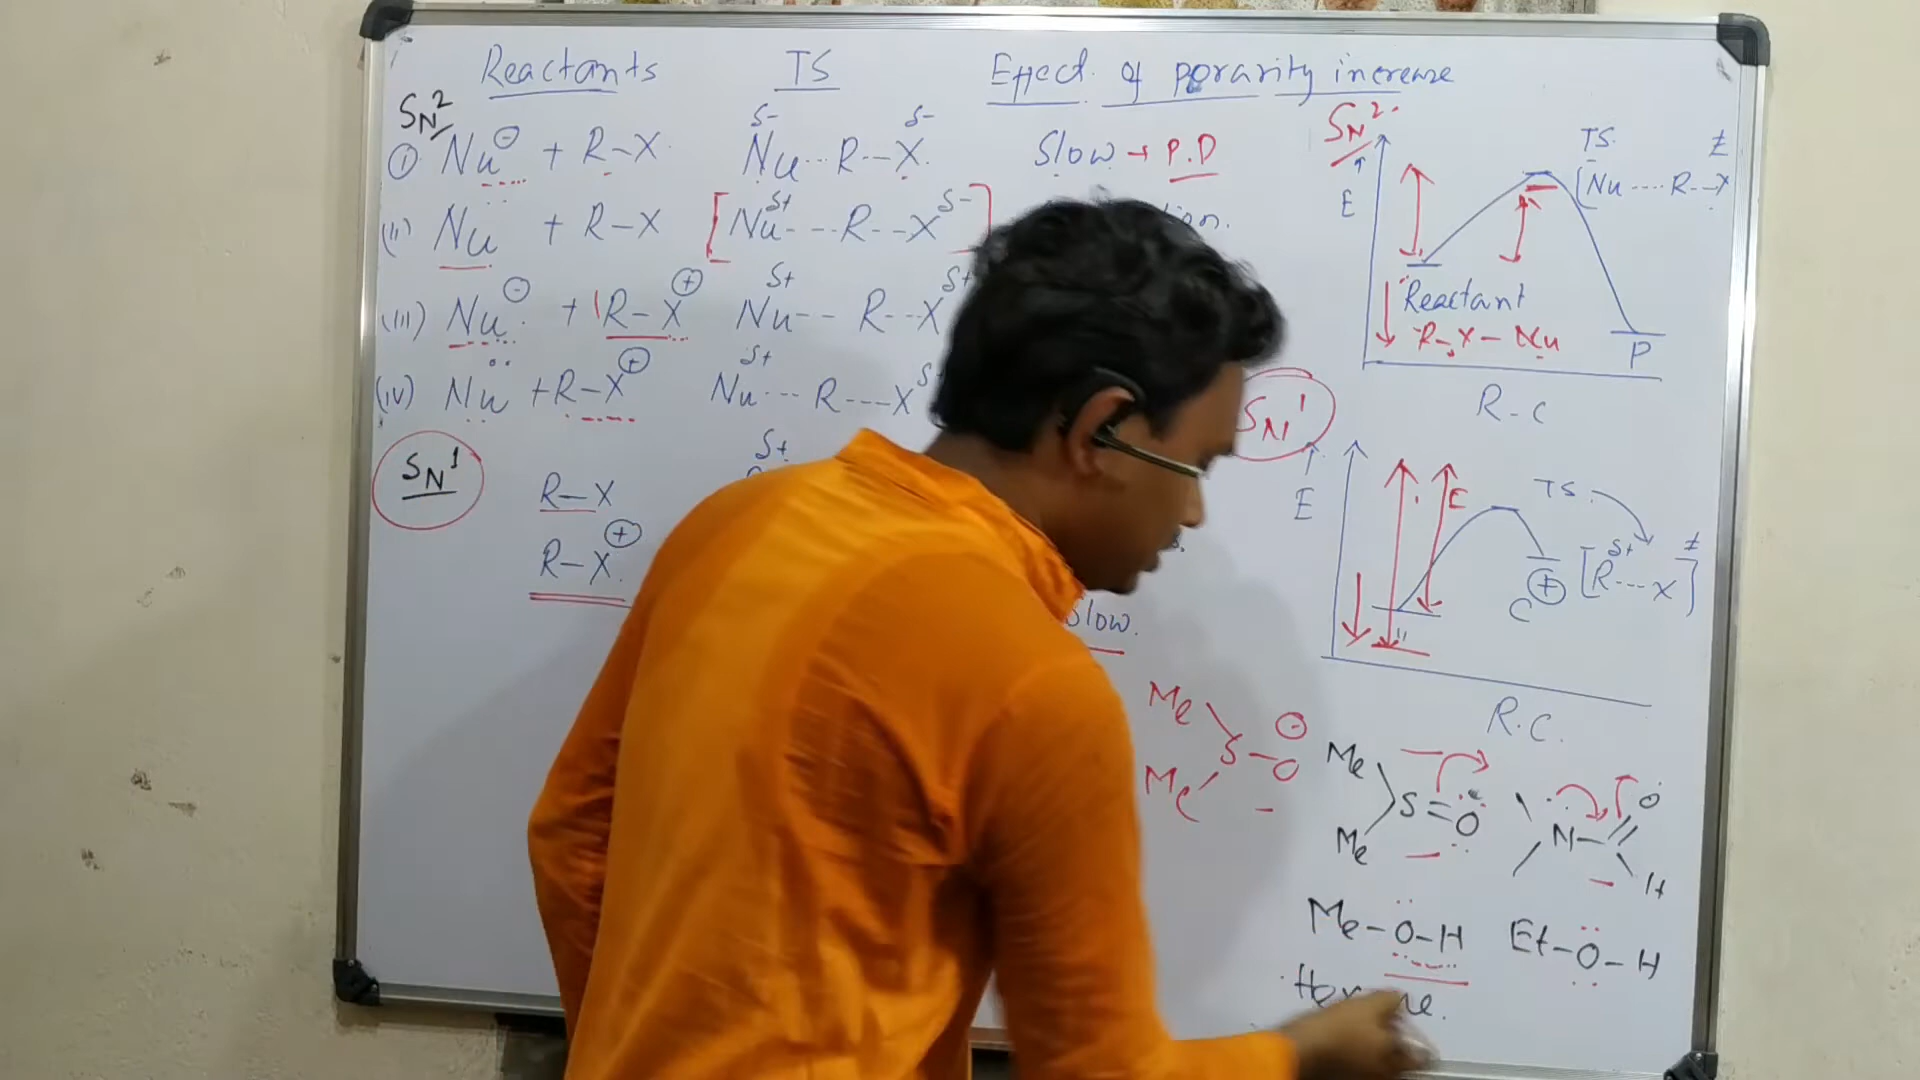 Reactants TS Effect of porarity increase
SN2
(i) Nu⊖ + R-X Nu δ- ... R --- X δ- Slow → P.D
(ii) Nu + R-X [Nu δ+ --- R --- X δ-]
(iii) Nu⊖ + R-X⊕ Nu δ+ -- R --- X δ+
(iv) Nu + R-X⊕ Nu δ+ --- R --- X δ
SN1
R-X δ+
R-X⊕
Slow.
SN2
E
TS
[Nu ---- R --X ‡
Reactant
R-X - Nu
P
R-C
SN1
E
E
TS
C⊕ [R δ+ --- X]‡
R.C.
Me
S-O⊖
Me
Me
S=O
Me
N- O
H
Me-O-H Et-O-H